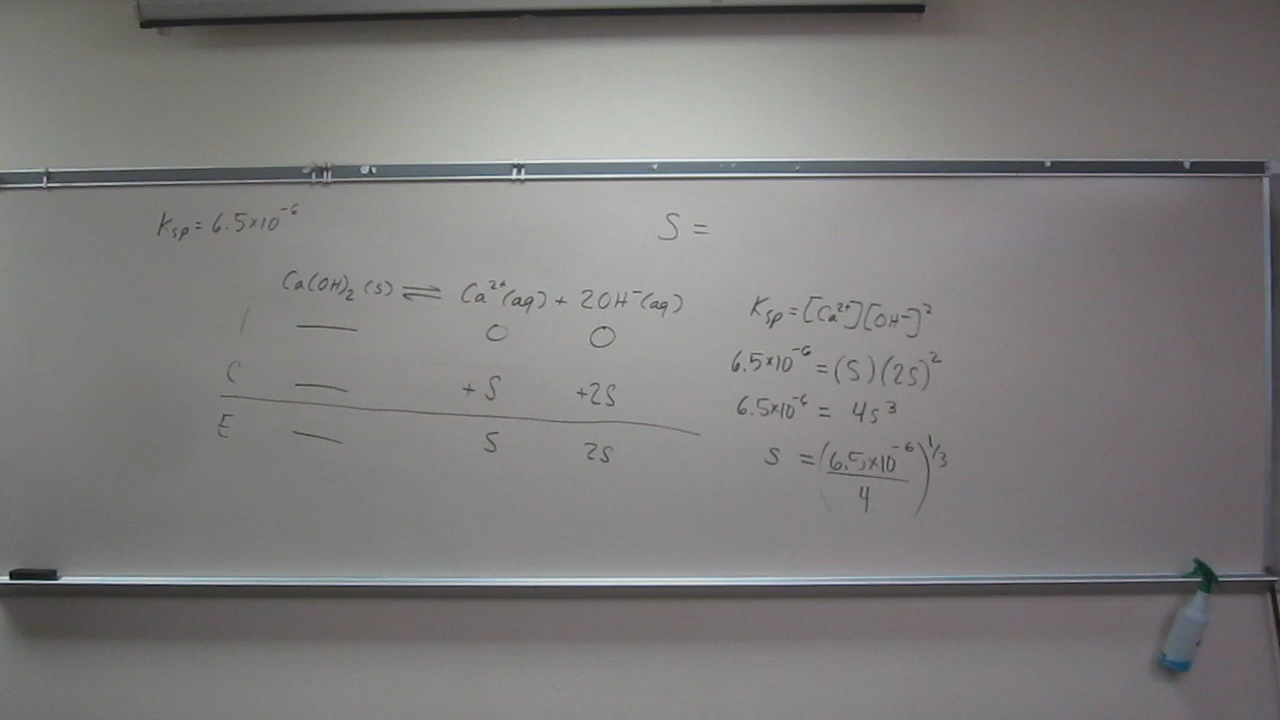 Ksp = 6.5×10⁻⁶
S =
Ca(OH)₂ (s) ⇌ Ca²⁺(aq) + 2OH⁻(aq)
I — 0 0
C — +S +2S
E — S 2S
Ksp = [Ca²⁺][OH⁻]²
6.5×10⁻⁶ = (S)(2S)²
6.5×10⁻⁶ = 4s³
S = (6.5×10⁻⁶/4)^1/3